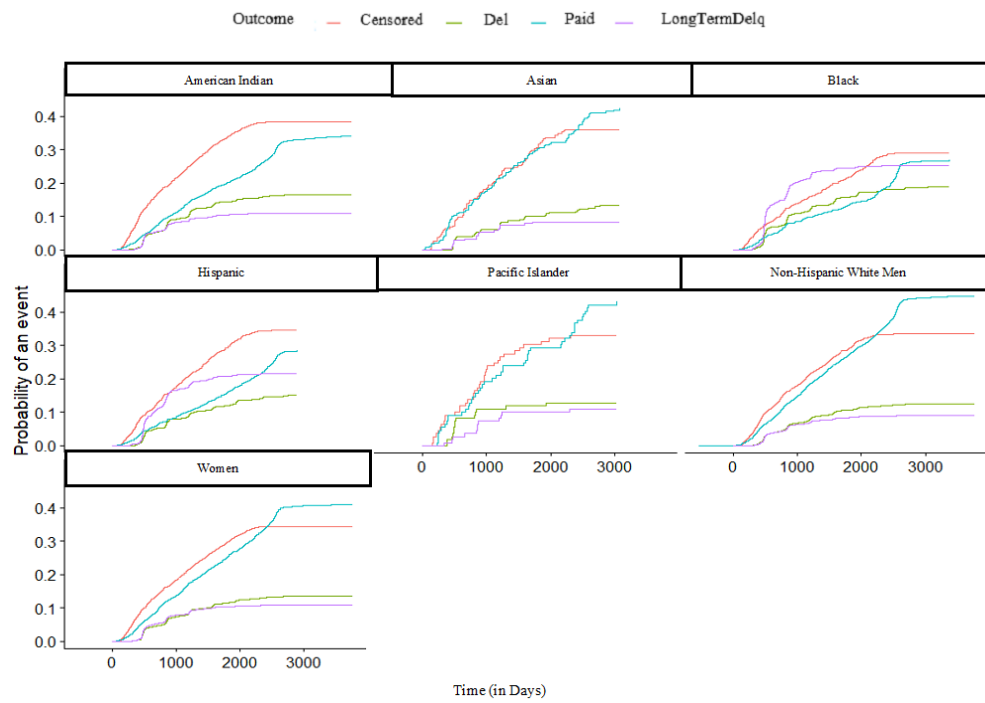 Outcome Censored Del Paid LongTermDelq
American Indian Asian Black
0.4
0.3
0.2
0.1
0.0
Hispanic Pacific Islander Non-Hispanic White Men
0.4
0.3
0.2
0.1
0.0
0 1000 2000 3000 0 1000 2000 3000
Women
0.4
0.3
0.2
0.1
0.0
0 1000 2000 3000
Probability of an event
Time (in Days)